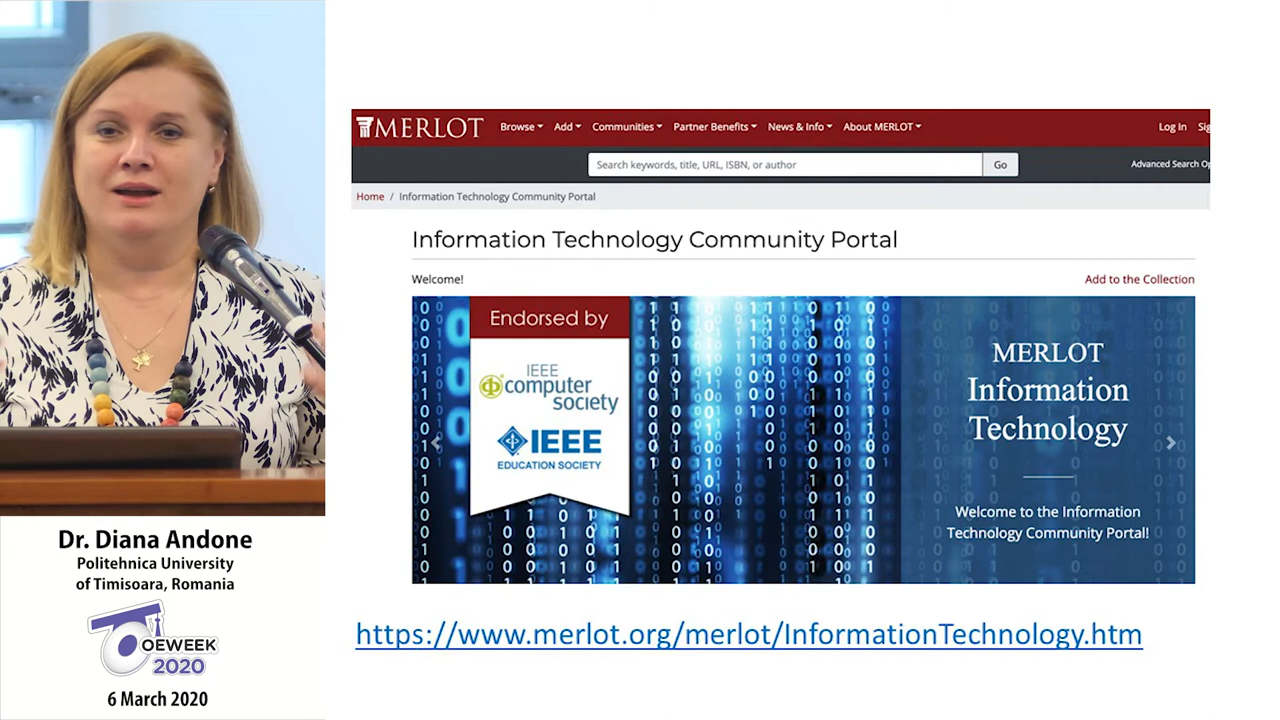 MERLOT
Browse Add Communities Partner Benefits News & Info About MERLOT Log In Sig
Search keywords, title, URL, ISBN, or author Go Advanced Search Op
Home / Information Technology Community Portal
Information Technology Community Portal
Welcome! Add to the Collection
Endorsed by
IEEE
computer
society
IEEE
EDUCATION SOCIETY
MERLOT
Information
Technology
Welcome to the Information
Technology Community Portal!
https://www.merlot.org/merlot/InformationTechnology.htm
Dr. Diana Andone
Politehnica University
of Timisoara, Romania
OEWEEK
2020
6 March 2020